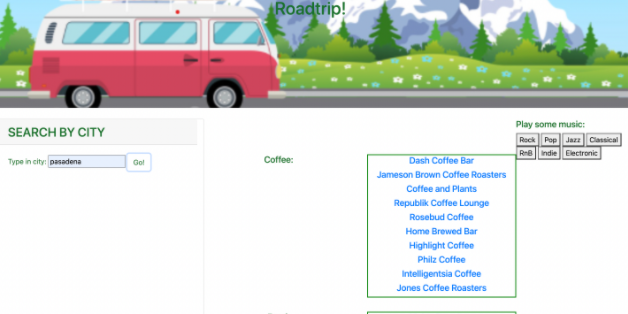 Roadtrip!
SEARCH BY CITY
Type in city: pasadena Go!
Coffee:
Dash Coffee Bar
Jameson Brown Coffee Roasters
Coffee and Plants
Republik Coffee Lounge
Rosebud Coffee
Home Brewed Bar
Highlight Coffee
Philz Coffee
Intelligentsia Coffee
Jones Coffee Roasters
Play some music:
Rock Pop Jazz Classical
RnB Indie Electronic